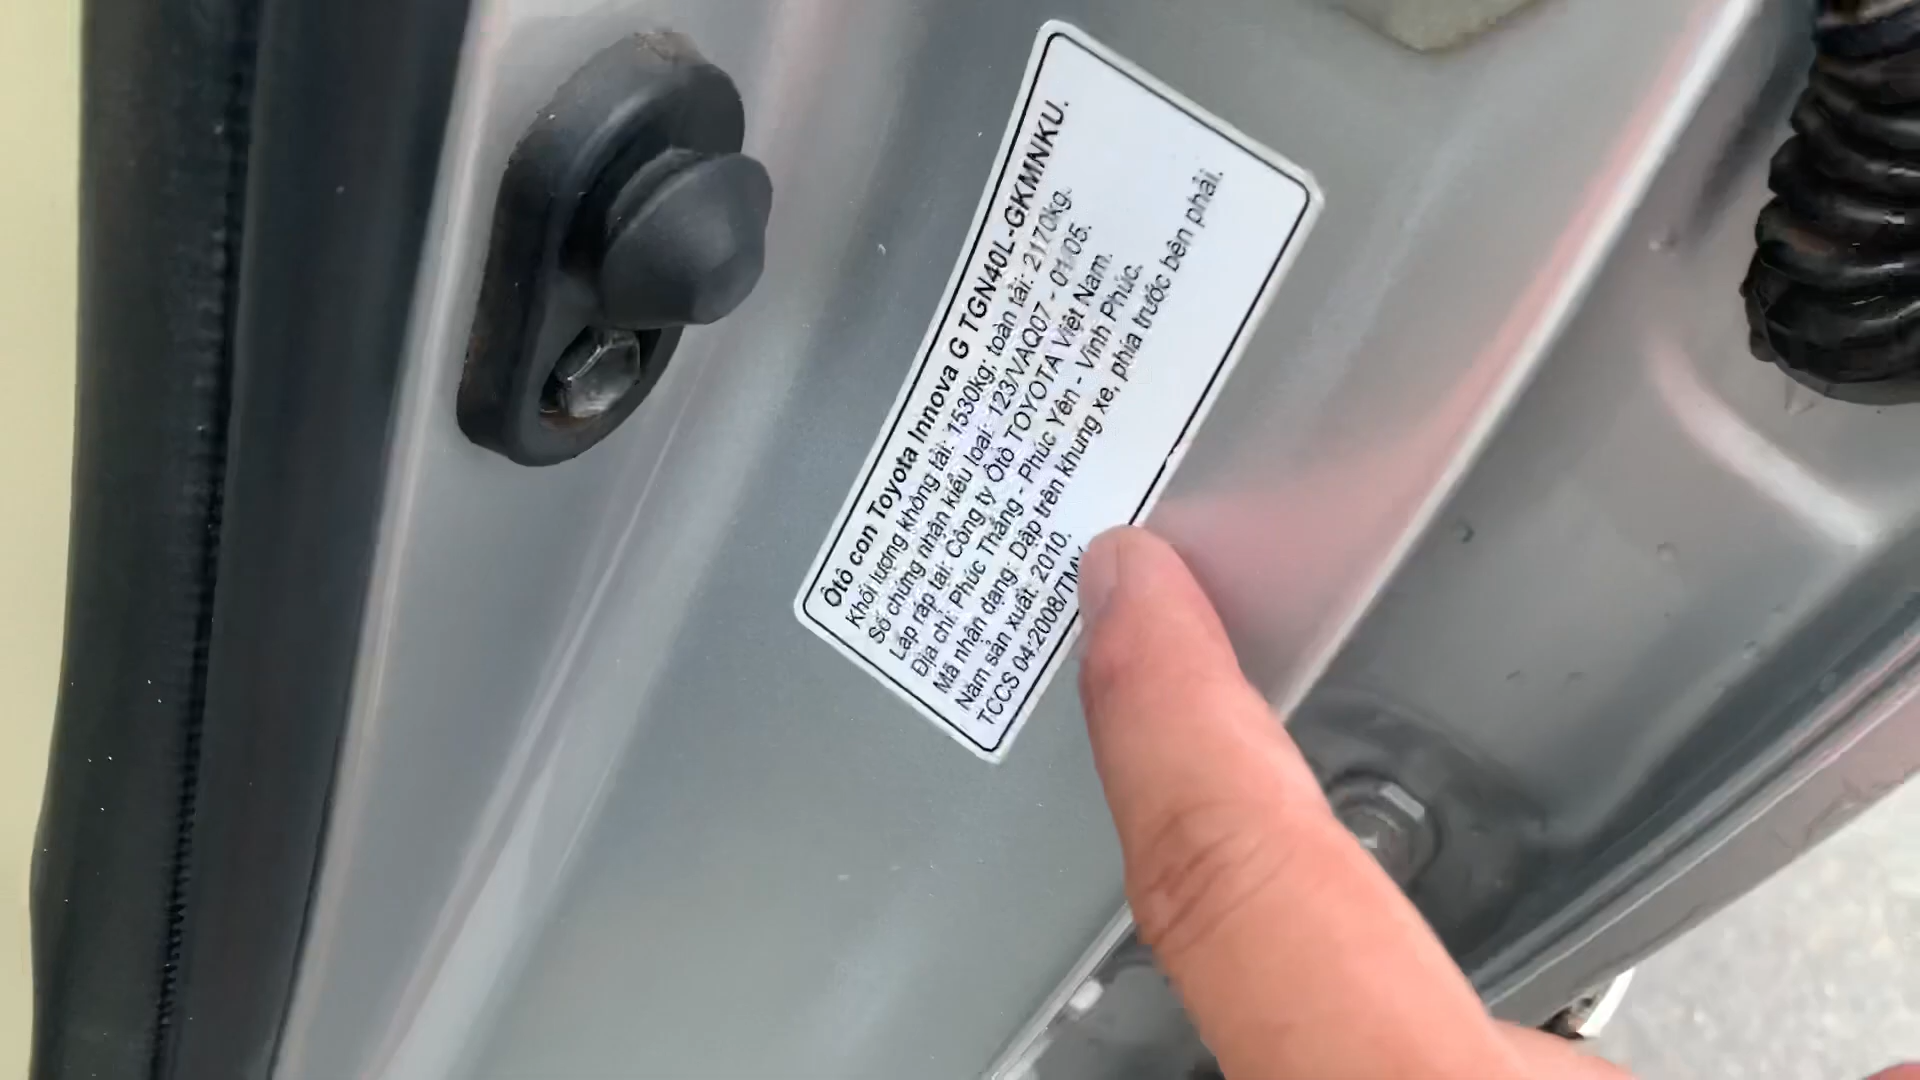 Ôtô con Toyota Innova G TGN40L-GKMNKU.
Khối lượng không tải: 1530kg; toàn tải: 2170kg.
Số chứng nhận kiểu loại: 123/VAQ07 - 01/05.
Lắp ráp tại: Công ty Ôtô TOYOTA Việt Nam.
Địa chỉ: Phúc Thắng - Phúc Yên - Vĩnh Phúc.
Mã nhận dạng: Dập trên khung xe, phía trước bên phải.
Năm sản xuất: 2010.
TCCS 04:2008/TMV